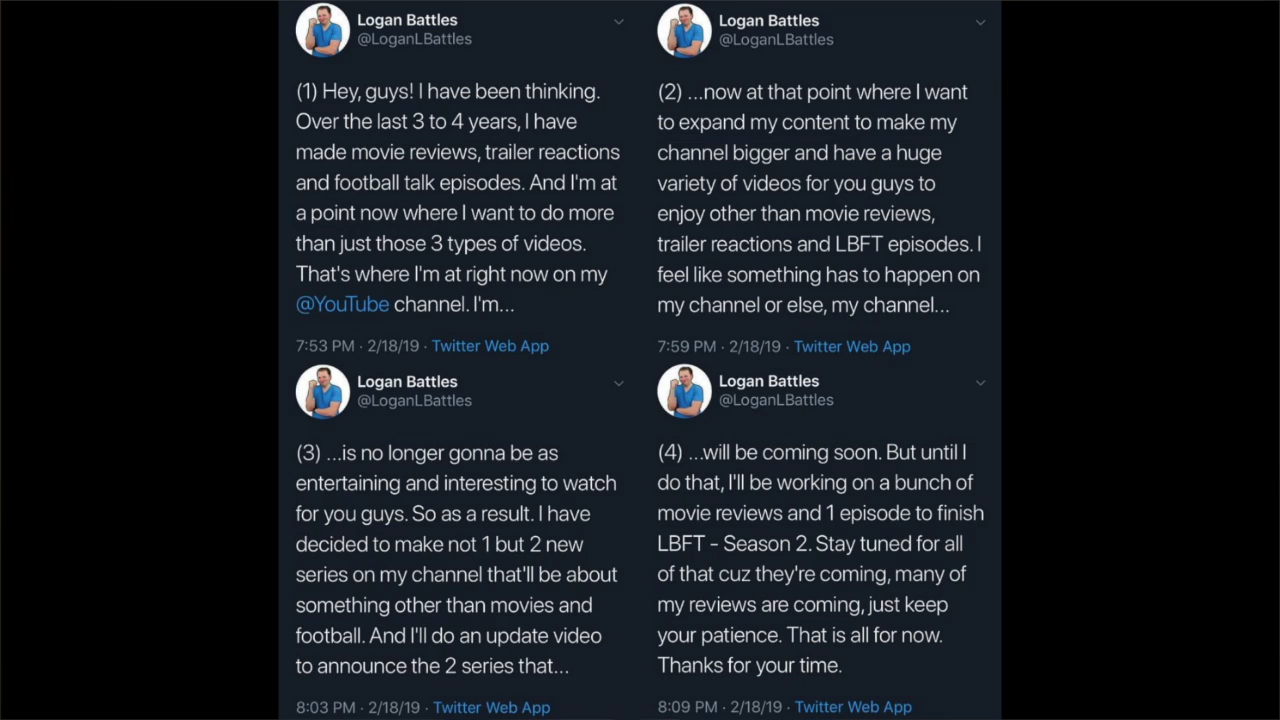 Logan Battles
@LoganLBattles
(1) Hey, guys! I have been thinking.
Over the last 3 to 4 years, I have
made movie reviews, trailer reactions
and football talk episodes. And I'm at
a point now where I want to do more
than just those 3 types of videos.
That's where I'm at right now on my
@YouTube channel. I'm...
7:53 PM · 2/18/19 · Twitter Web App
Logan Battles
@LoganLBattles
(2) ...now at that point where I want
to expand my content to make my
channel bigger and have a huge
variety of videos for you guys to
enjoy other than movie reviews,
trailer reactions and LBFT episodes. I
feel like something has to happen on
my channel or else, my channel...
7:59 PM · 2/18/19 · Twitter Web App
Logan Battles
@LoganLBattles
(3) ...is no longer gonna be as
entertaining and interesting to watch
for you guys. So as a result. I have
decided to make not 1 but 2 new
series on my channel that'll be about
something other than movies and
football. And I'll do an update video
to announce the 2 series that...
8:03 PM · 2/18/19 · Twitter Web App
Logan Battles
@LoganLBattles
(4) ...will be coming soon. But until I
do that, I'll be working on a bunch of
movie reviews and 1 episode to finish
LBFT - Season 2. Stay tuned for all
of that cuz they're coming, many of
my reviews are coming, just keep
your patience. That is all for now.
Thanks for your time.
8:09 PM · 2/18/19 · Twitter Web App